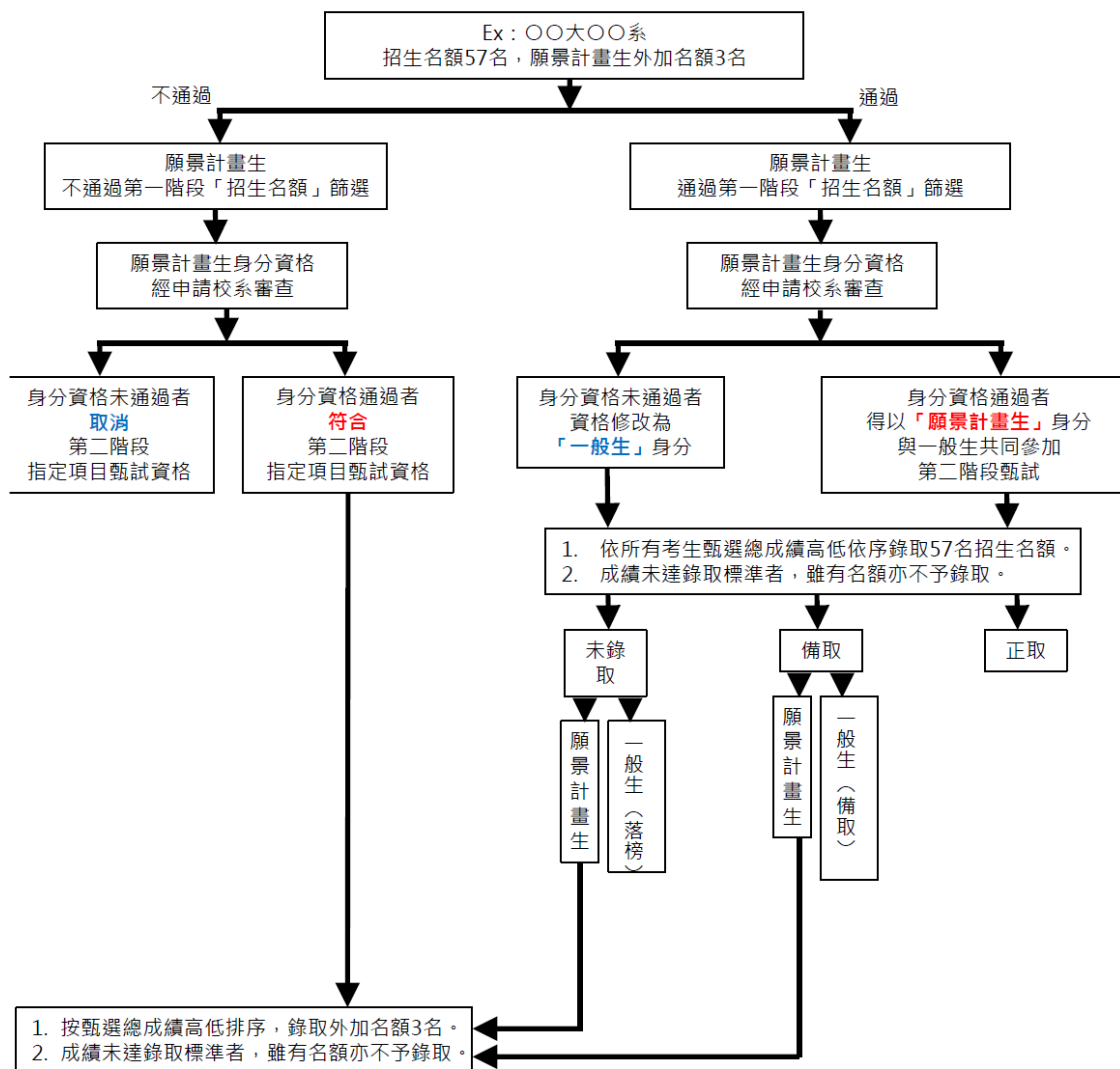 Ex：○○大○○系
招生名額57名，願景計畫生外加名額3名
不通過
通過
願景計畫生
不通過第一階段「招生名額」篩選
願景計畫生
通過第一階段「招生名額」篩選
願景計畫生身分資格
經申請校系審查
願景計畫生身分資格
經申請校系審查
身分資格未通過者
取消
第二階段
指定項目甄試資格
身分資格通過者
符合
第二階段
指定項目甄試資格
身分資格未通過者
資格修改為
「一般生」身分
身分資格通過者
得以「願景計畫生」身分
與一般生共同參加
第二階段甄試
1. 依所有考生甄選總成績高低依序錄取57名招生名額。
2. 成績未達錄取標準者，雖有名額亦不予錄取。
未錄
取
備取
正取
願景計畫生
一般生（落榜）
願景計畫生
一般生（備取）
1. 按甄選總成績高低排序，錄取外加名額3名。
2. 成績未達錄取標準者，雖有名額亦不予錄取。